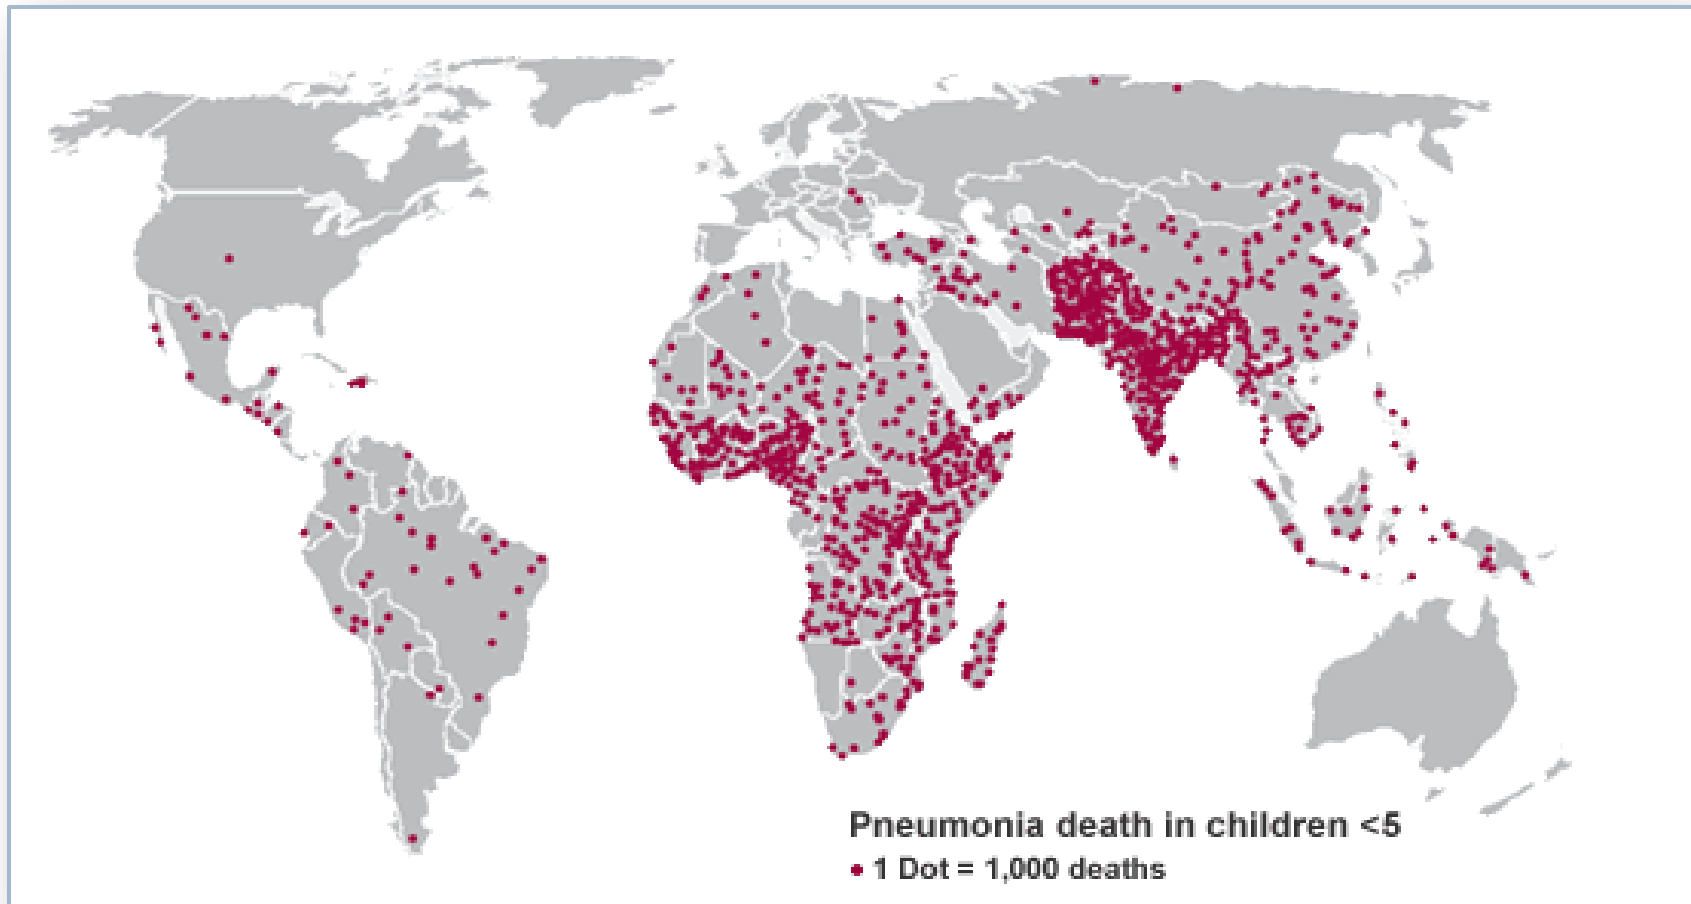 Pneumonia death in children <5
• 1 Dot = 1,000 deaths